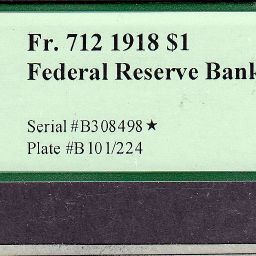 Fr. 712 1918 $1
Federal Reserve Bank
Serial #B308498★
Plate #B101/224